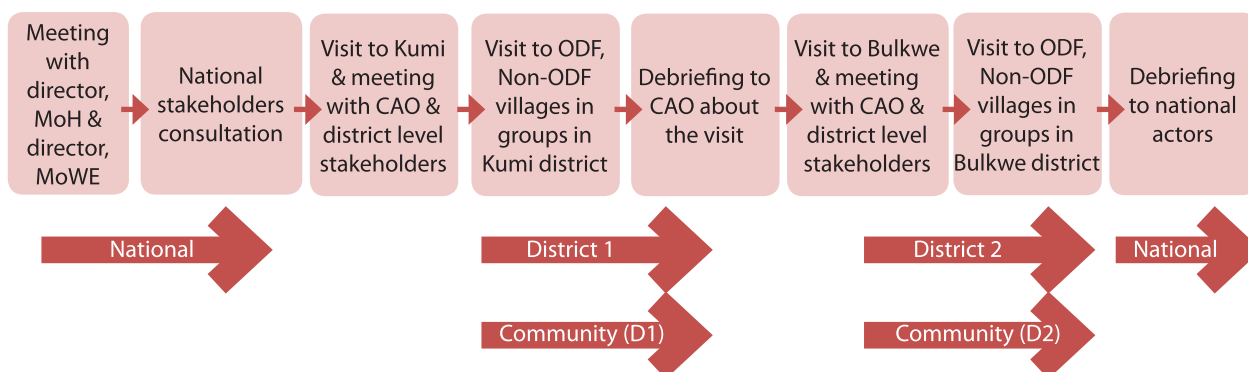 Meeting
with
director,
MoH &
director,
MoWE
National
stakeholders
consultation
Visit to Kumi
& meeting
with CAO &
district level
stakeholders
Visit to ODF,
Non-ODF
villages in
groups in
Kumi district
Debriefing to
CAO about
the visit
Visit to Bulkwe
& meeting
with CAO &
district level
stakeholders
Visit to ODF,
Non-ODF
villages in
groups in
Bulkwe district
Debriefing
to national
actors
National
District 1
District 2
National
Community (D1)
Community (D2)